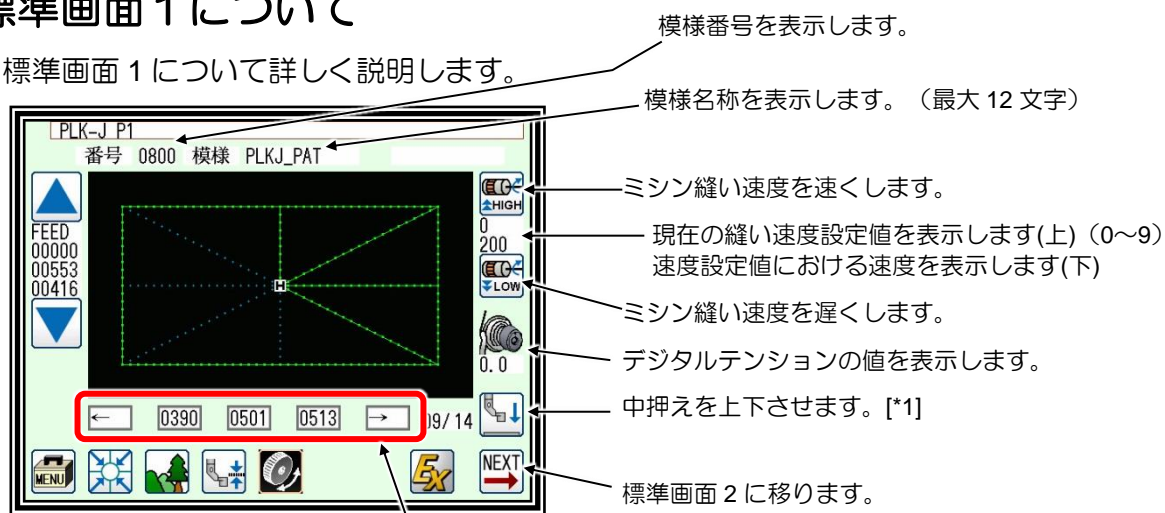 標準画面1について
標準画面 1 について詳しく説明します。
模様番号を表示します。
模様名称を表示します。(最大 12 文字)
ミシン縫い速度を速くします。
現在の縫い速度設定値を表示します(上)(0~9)
速度設定値における速度を表示します(下)
ミシン縫い速度を遅くします。
デジタルテンションの値を表示します。
中押えを上下させます。[*1]
標準画面 2 に移ります。
PLK-J P1
番号 0800 模様 PLKJ_PAT
HIGH
0
200
LOW
0.0
FEED
00000
00553
00416
H
← 0390 0501 0513 → 09/14
MENU
Ex
NEXT